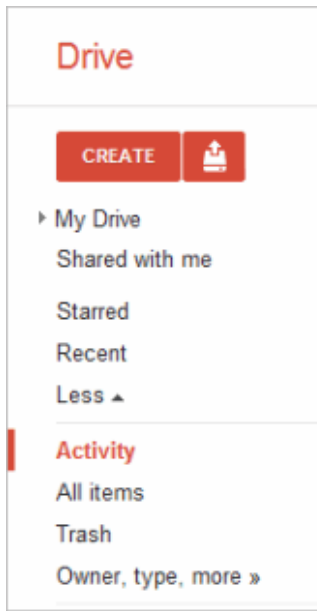 Drive
CREATE
My Drive
Shared with me
Starred
Recent
Less
Activity
All items
Trash
Owner, type, more »